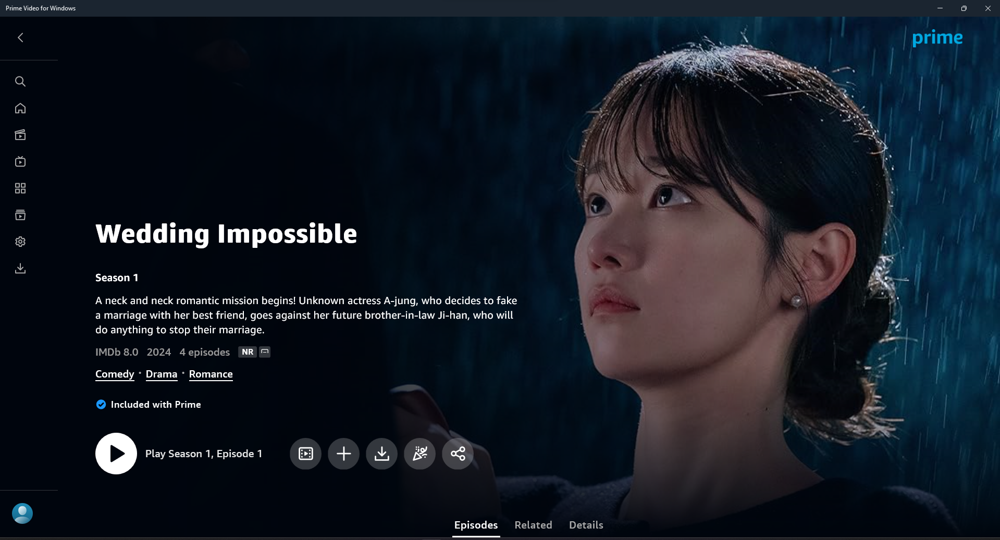 Prime Video for Windows
prime
Wedding Impossible
Season 1
A neck and neck romantic mission begins! Unknown actress A-jung, who decides to fake
a marriage with her best friend, goes against her future brother-in-law Ji-han, who will
do anything to stop their marriage.
IMDb 8.0 2024 4 episodes NR
Comedy · Drama · Romance
Included with Prime
Play Season 1, Episode 1
Episodes Related Details